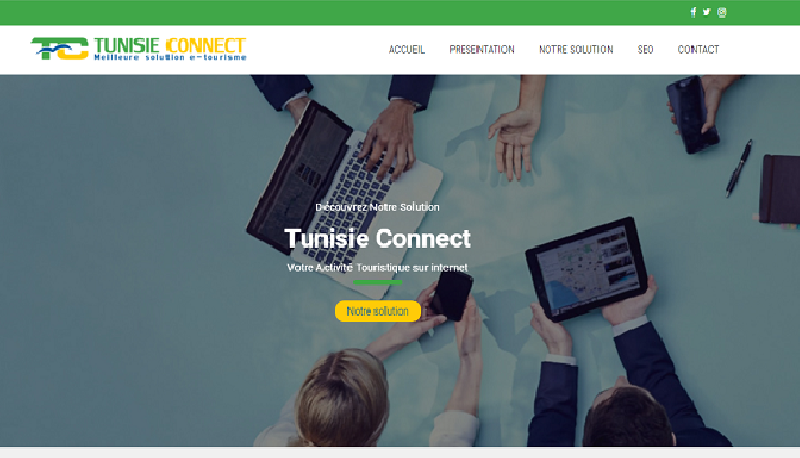 TUNISIE CONNECT
Meilleure solution e-tourisme
ACCUEIL PRESENTATION NOTRE SOLUTION SEO CONTACT
Découvrez Notre Solution
Tunisie Connect
Votre Activité Touristique sur internet
Notre solution